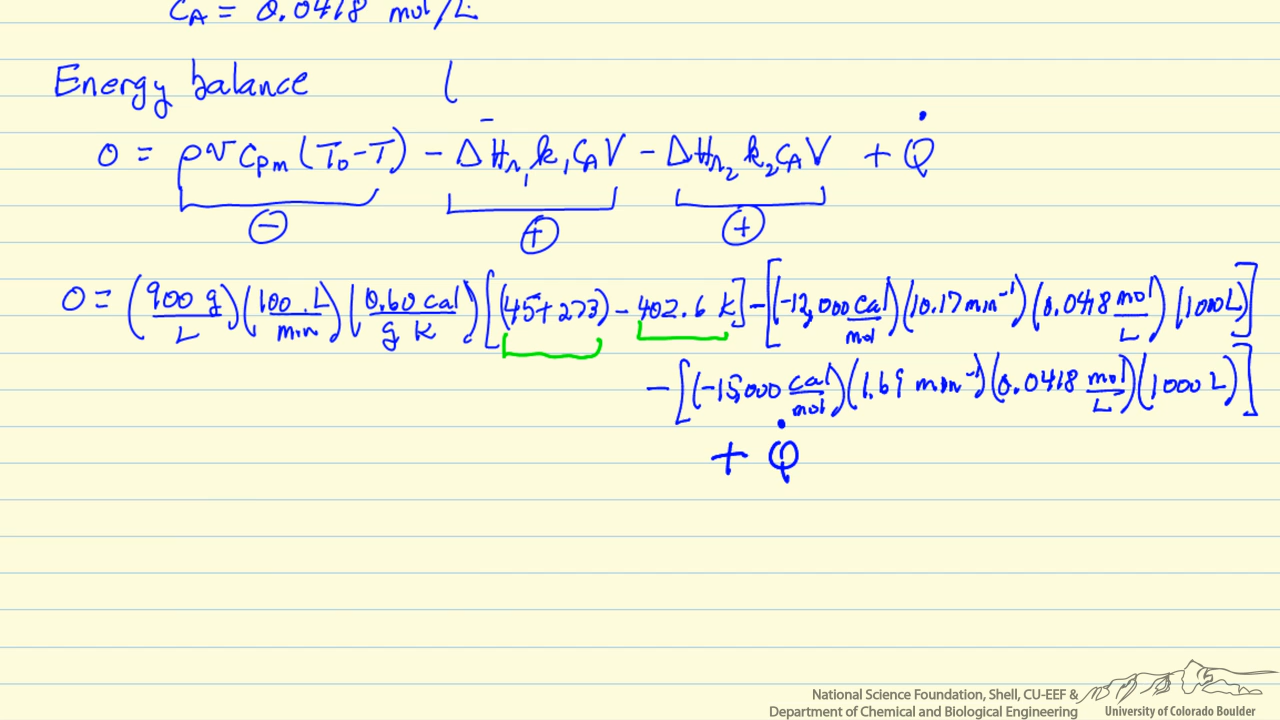 C_A = 0.0418 mol/L
Energy balance (
0 = ρ v C_pm (T_0 - T) - ΔH_r1 k_1 C_A V - ΔH_r2 k_2 C_A V + Q̇
⊖ ⊕ ⊕
0 = (900 g/L)(100. L/min)(0.60 cal/g K)[(45+273) - 402.6 K] - [(-12,000 cal/mol)(10.17 min⁻¹)(0.0418 mol/L)(1000 L)]
- [(-15,000 cal/mol)(1.69 min⁻¹)(0.0418 mol/L)(1000 L)]
+ Q̇
National Science Foundation, Shell, CU-EEF &
Department of Chemical and Biological Engineering
University of Colorado Boulder